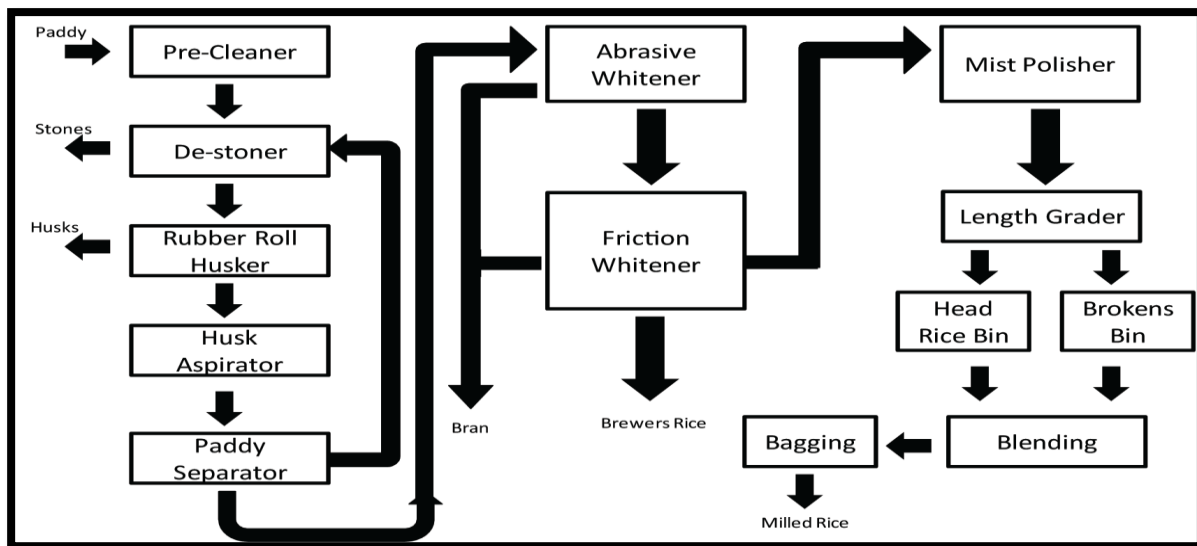 Paddy
Pre-Cleaner
Stones
De-stoner
Husks
Rubber Roll
Husker
Husk
Aspirator
Paddy
Separator
Abrasive
Whitener
Friction
Whitener
Bran
Brewers Rice
Mist Polisher
Length Grader
Head
Rice Bin
Brokens
Bin
Blending
Bagging
Milled Rice